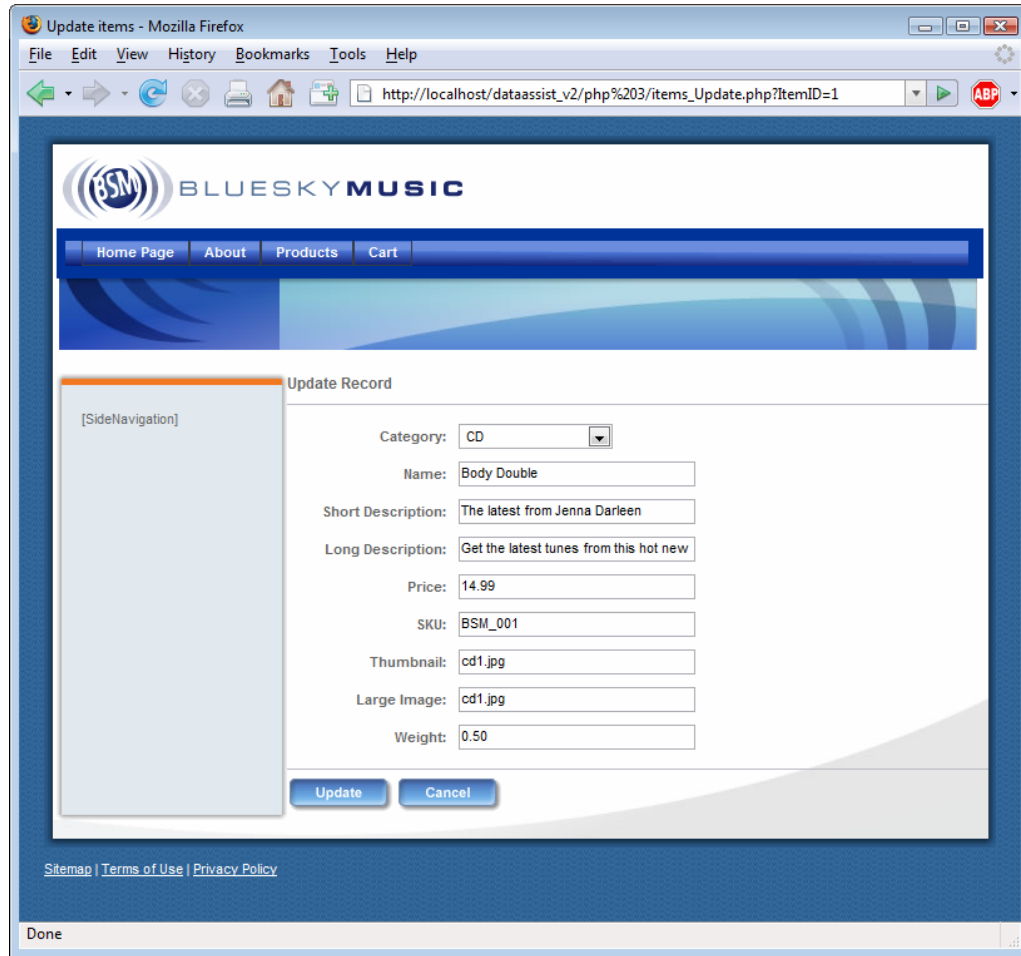 Update items - Mozilla Firefox
File Edit View History Bookmarks Tools Help
http://localhost/dataassist_v2/php%203/items_Update.php?ItemID=1
ABP
BSM BLUESKYMUSIC
Home Page About Products Cart
Update Record
[SideNavigation]
Category: CD
Name: Body Double
Short Description: The latest from Jenna Darleen
Long Description: Get the latest tunes from this hot new
Price: 14.99
SKU: BSM_001
Thumbnail: cd1.jpg
Large Image: cd1.jpg
Weight: 0.50
Update Cancel
Sitemap | Terms of Use | Privacy Policy
Done